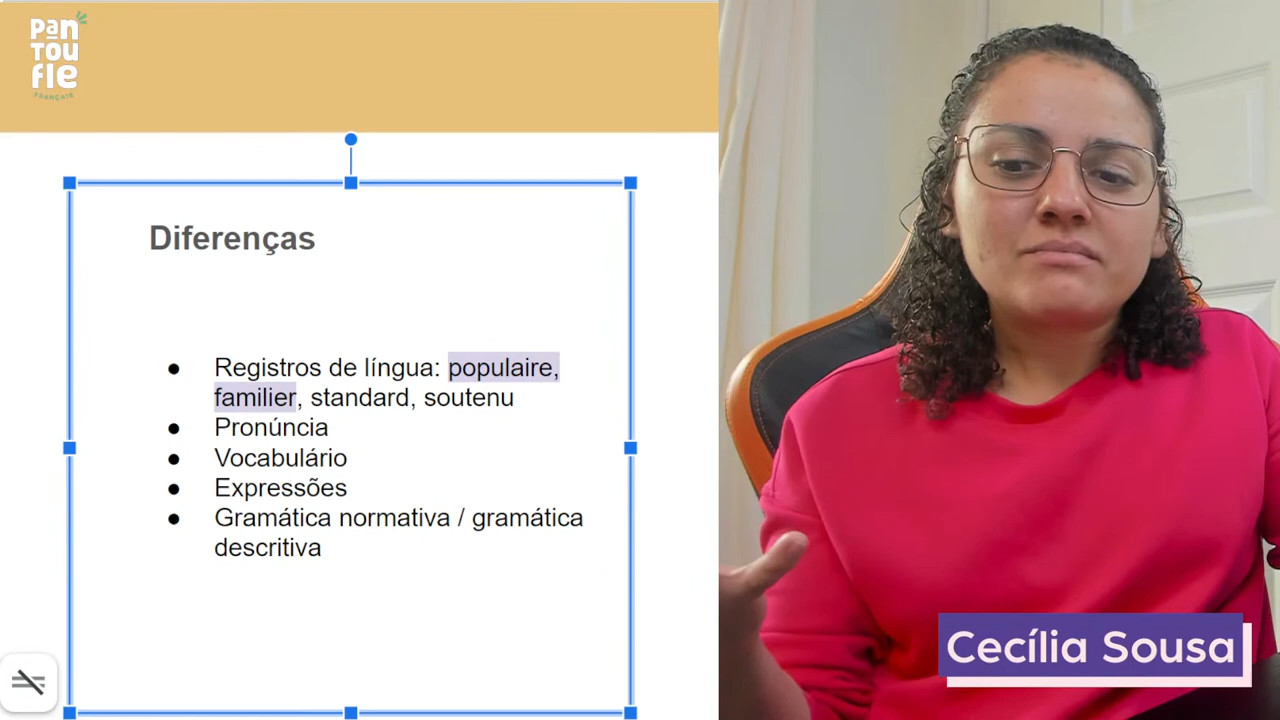 Pan
TOU
fle
FRANÇAIS
Diferenças
● Registros de língua: populaire,
familier, standard, soutenu
● Pronúncia
● Vocabulário
● Expressões
● Gramática normativa / gramática
descritiva
Cecília Sousa